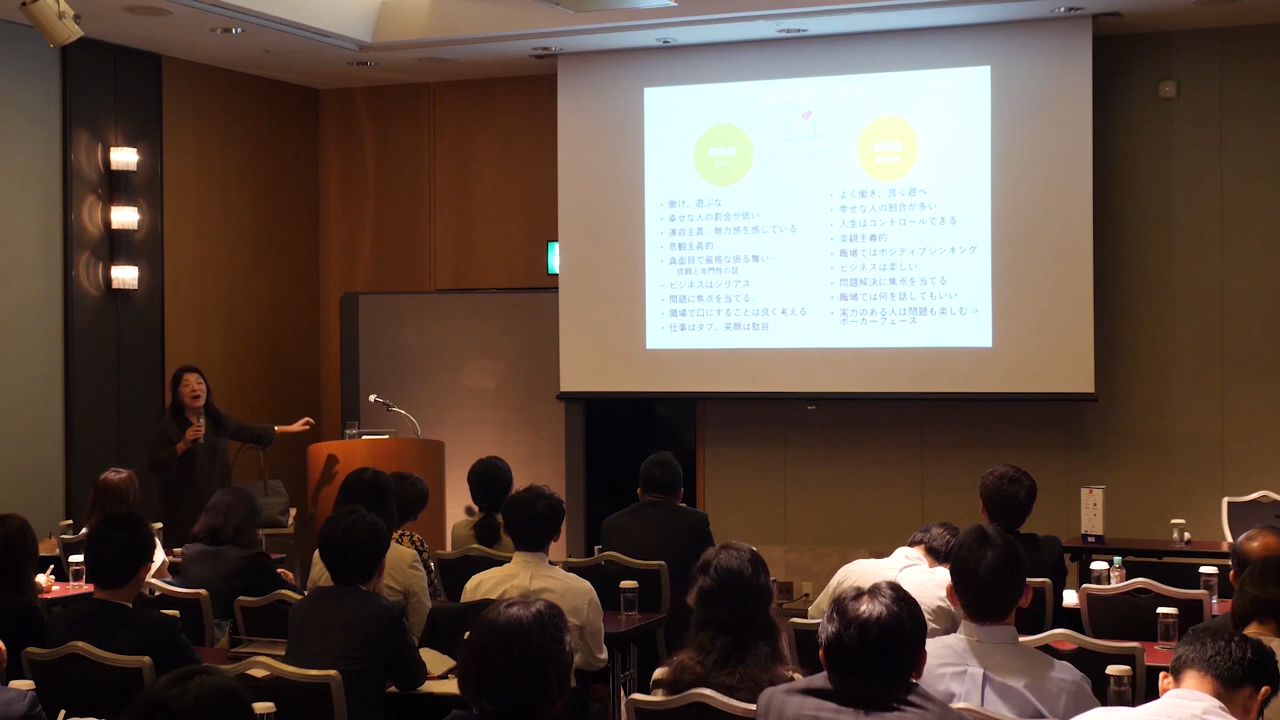 ・働け、遊ぶな
・幸せな人の割合が低い
・運命主義：無力感を感じている
・悲観主義的
・真面目で厳格な振る舞い－
信頼と専門性の証
・ビジネスはシリアス
・問題に焦点を当てる、
・職場で口にすることは良く考える
・仕事はタフ、笑顔は駄目
・よく働き、良く遊べ
・幸せな人の割合が多い
・人生はコントロールできる
・楽観主義的
・職場ではポジティブシンキング
・ビジネスは楽しい
・問題解決に焦点を当てる
・職場では何を話してもいい
・実力のある人は問題も楽しむ⇒
ポーカーフェース